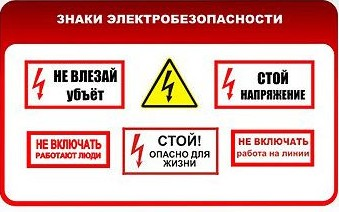 ЗНАКИ ЭЛЕКТРОБЕЗОПАСНОСТИ
НЕ ВЛЕЗАЙ
убъёт
СТОЙ
НАПРЯЖЕНИЕ
НЕ ВКЛЮЧАТЬ
РАБОТАЮТ ЛЮДИ
СТОЙ!
ОПАСНО ДЛЯ
ЖИЗНИ
НЕ ВКЛЮЧАТЬ
работа на линии